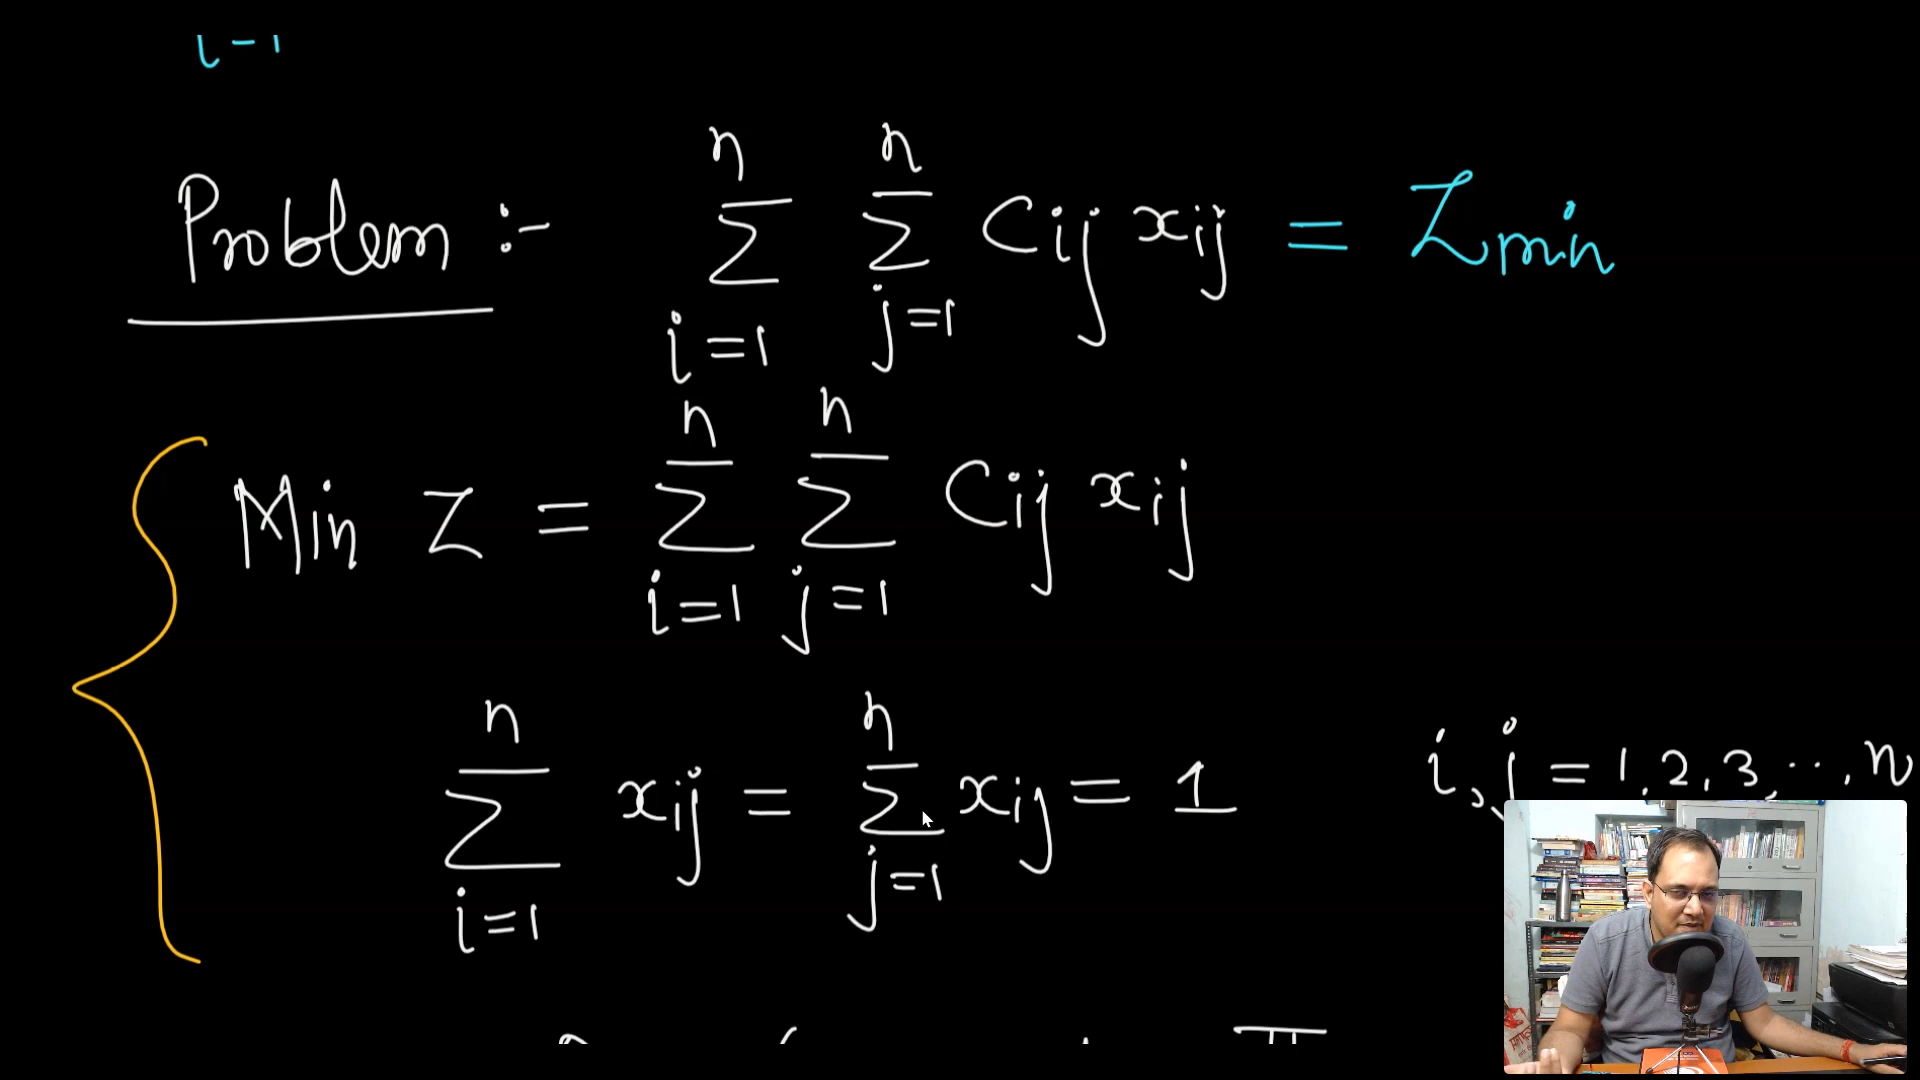 i-1
Problem :- n∑i=1 n∑j=1 Cij xij = Zmin
Min Z = n∑i=1 n∑j=1 Cij xij
n∑i=1 xij = n∑j=1 xij = 1 i, j = 1, 2, 3, ..., n